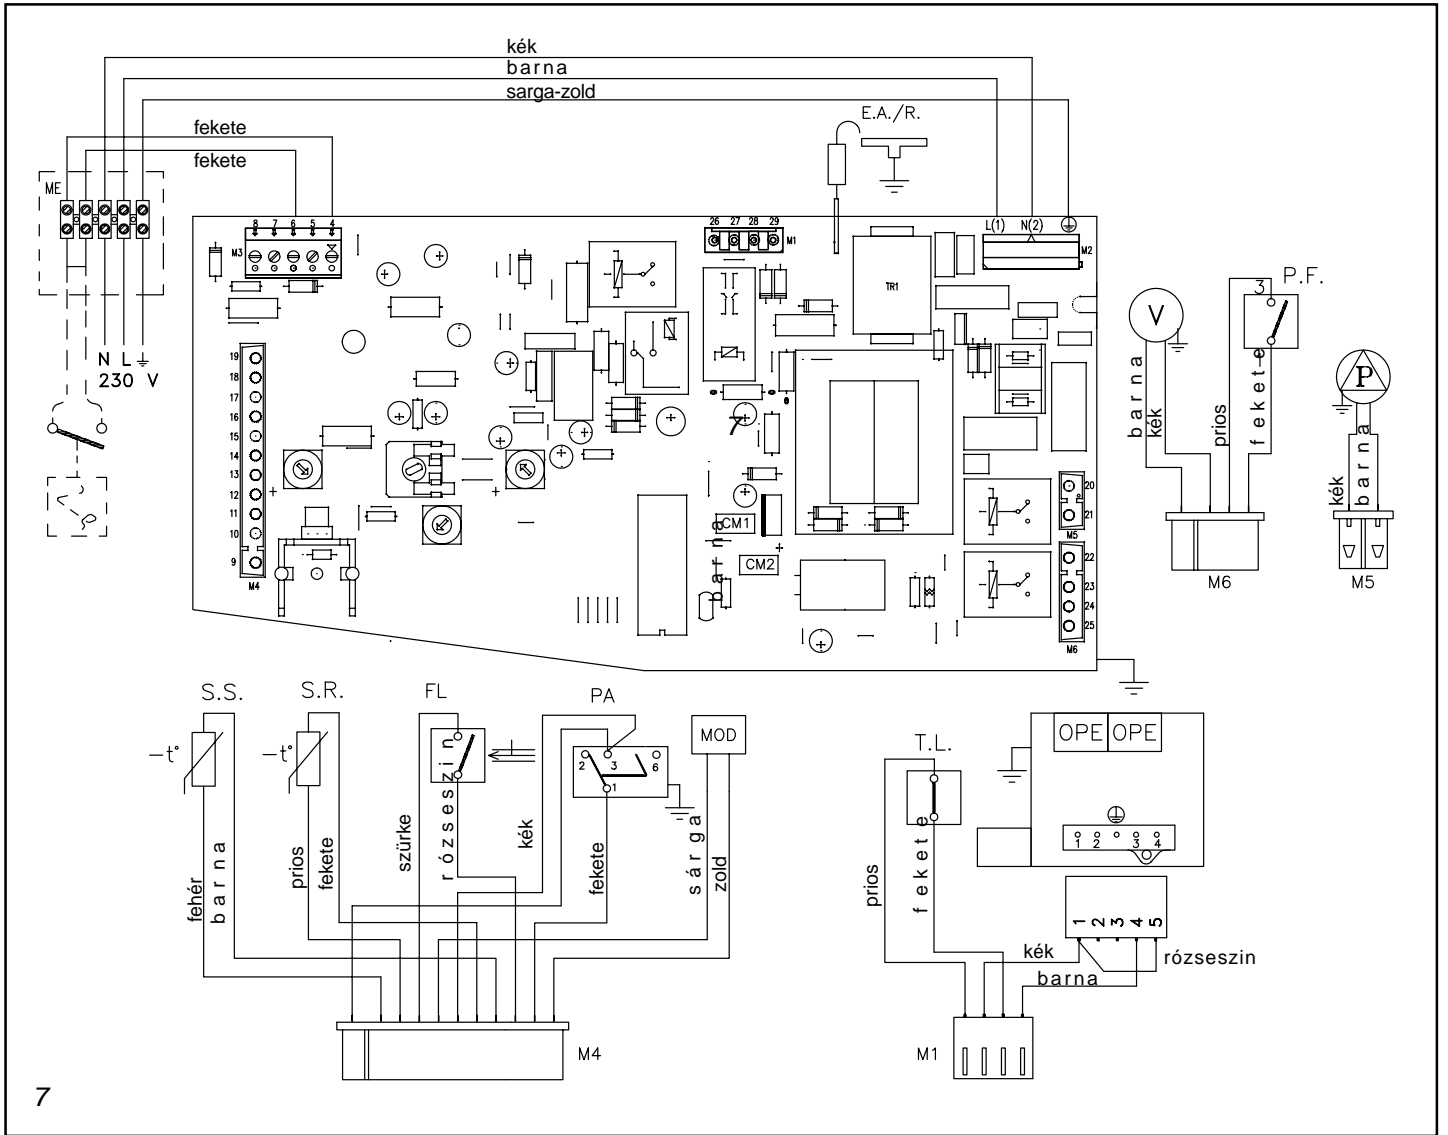 kék
barna
sarga-zold
fekete
fekete
E.A./R.
ME
8 7 6 5 4
M3
26 27 28 29
M1
L(1) N(2)
M2
TR1
N L
230 V
19
18
17
16
15
14
13
12
11
10
9
M4
7
barna
CM1
CM2
20
21
M5
22
23
24
25
M6
V
barna
kék
prios
fekete
3
P.F.
M6
P
kék
barna
M5
S.S.
-t°
fehér
barna
S.R.
-t°
prios
fekete
FL
szürke
rózseszin
PA
2 3 6
1
kék
fekete
MOD
sárga
zold
M4
T.L.
prios
fekete
OPE OPE
1 2 3 4
1 2 3 4 5
kék
rózseszin
barna
M1
7